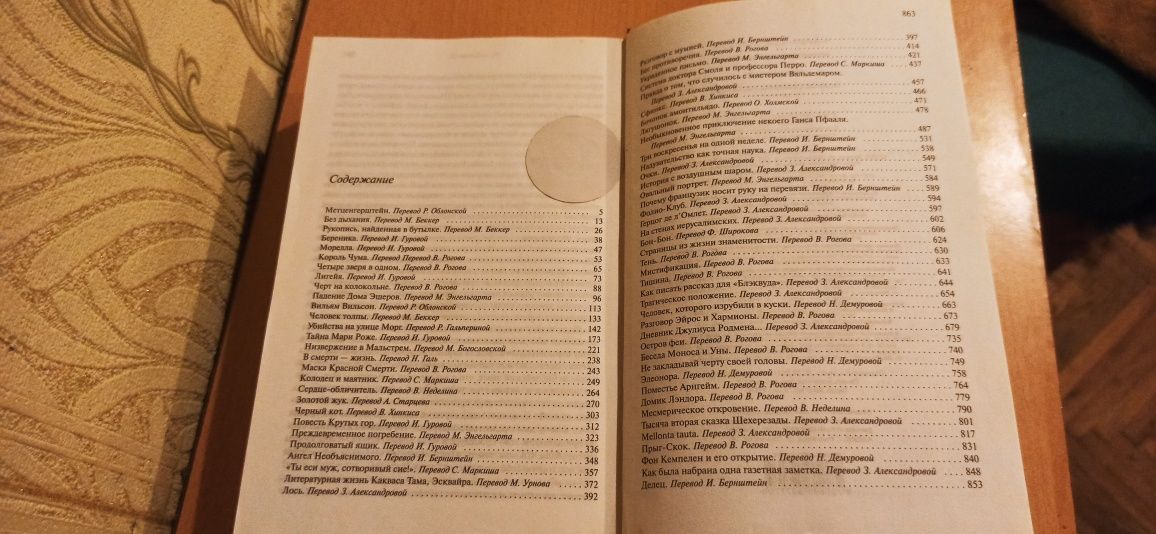 Содержание
Метценгерштейн. Перевод Р. Облонской 5
Без дыхания. Перевод М. Беккер 13
Рукопись, найденная в бутылке. Перевод М. Беккер 26
Береника. Перевод И. Гуровой 38
Морелла. Перевод И. Гуровой 47
Король Чума. Перевод Перевод В. Рогова 53
Четыре зверя в одном. Перевод В. Рогова 65
Лигейя. Перевод И. Гуровой 73
Черт на колокольне. Перевод В. Рогова 88
Падение Дома Эшеров. Перевод М. Энгельгарта 96
Вильям Вильсон. Перевод Р. Облонской 113
Человек толпы. Перевод М. Беккер 133
Убийства на улице Морг. Перевод Р. Гальпериной 142
Тайна Мари Роже. Перевод И. Гуровой 173
Низвержение в Мальстрем. Перевод М. Богословской 221
В смерти — жизнь. Перевод Н. Галь 238
Маска Красной Смерти. Перевод В. Рогова 243
Колодец и маятник. Перевод С. Маркиша 249
Сердце-обличитель. Перевод В. Неделина 264
Золотой жук. Перевод А. Старцева 270
Черный кот. Перевод В. Хинкиса 303
Повесть Крутых гор. Перевод И. Гуровой 312
Преждевременное погребение. Перевод М. Энгельгарта 323
Продолговатый ящик. Перевод И. Гуровой 336
Ангел Необъяснимого. Перевод И. Бернштейн 348
«Ты еси муж, сотворивый сие!». Перевод С. Маркиша 357
Литературная жизнь Какваса Тама, Эсквайра. Перевод М. Урнова 372
Лось. Перевод З. Александровой 392
863
Разговор с мумией. Перевод И. Бернштейн 397
Бес противоречия. Перевод В. Рогова 414
Украденное письмо. Перевод М. Энгельгарта 421
Система доктора Смоля и профессора Перро. Перевод С. Маркиша 437
Правда о том, что случилось с мистером Вальдемаром.
Перевод З. Александровой 457
Сфинкс. Перевод В. Хинкиса 466
Бочонок амонтильядо. Перевод О. Холмской 471
Лягушонок. Перевод М. Энгельгарта 478
Необыкновенное приключение некоего Ганса Пфааля.
Перевод М. Энгельгарта 487
Три воскресенья на одной неделе. Перевод И. Бернштейн 531
Надувательство как точная наука. Перевод И. Бернштейн 538
Очки. Перевод З. Александровой 549
История с воздушным шаром. Перевод З. Александровой 571
Овальный портрет. Перевод М. Энгельгарта 584
Почему французик носит руку на перевязи. Перевод И. Бернштейн 589
Фолио-Клуб. Перевод З. Александровой 594
Герцог де л'Омлет. Перевод З. Александровой 597
На стенах иерусалимских. Перевод З. Александровой 602
Бон-Бон. Перевод Ф. Широкова 606
Страницы из жизни знаменитости. Перевод В. Рогова 624
Тень. Перевод В. Рогова 630
Мистификация. Перевод В. Рогова 633
Тишина. Перевод В. Рогова 641
Как писать рассказ для «Блэквуда». Перевод З. Александровой 644
Трагическое положение. Перевод З. Александровой 654
Человек, которого изрубили в куски. Перевод Н. Демуровой 663
Разговор Эйрос и Хармионы. Перевод В. Рогова 673
Дневник Джулиуса Родмена... Перевод З. Александровой 679
Остров феи. Перевод В. Рогова 735
Беседа Моноса и Уны. Перевод В. Рогова 740
Не закладывай черту своей головы. Перевод Н. Демуровой 749
Элеонора. Перевод Н. Демуровой 758
Поместье Арнгейм. Перевод В. Рогова 764
Домик Лэндора. Перевод В. Рогова 779
Месмерическое откровение. Перевод В. Неделина 790
Тысяча вторая сказка Шехерезады. Перевод З. Александровой 801
Mellonta tauta. Перевод З. Александровой 817
Прыг-Скок. Перевод В. Рогова 831
Фон Кемпелен и его открытие. Перевод Н. Демуровой 840
Как была набрана одна газетная заметка. Перевод З. Александровой 848
Делец. Перевод И. Бернштейн 853